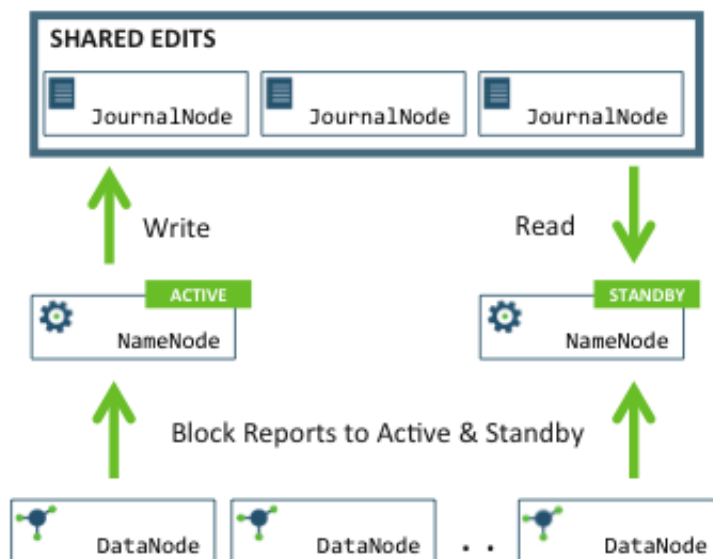 SHARED EDITS
JournalNode JournalNode JournalNode
Write Read
ACTIVE STANDBY
NameNode NameNode
Block Reports to Active & Standby
DataNode DataNode . . DataNode